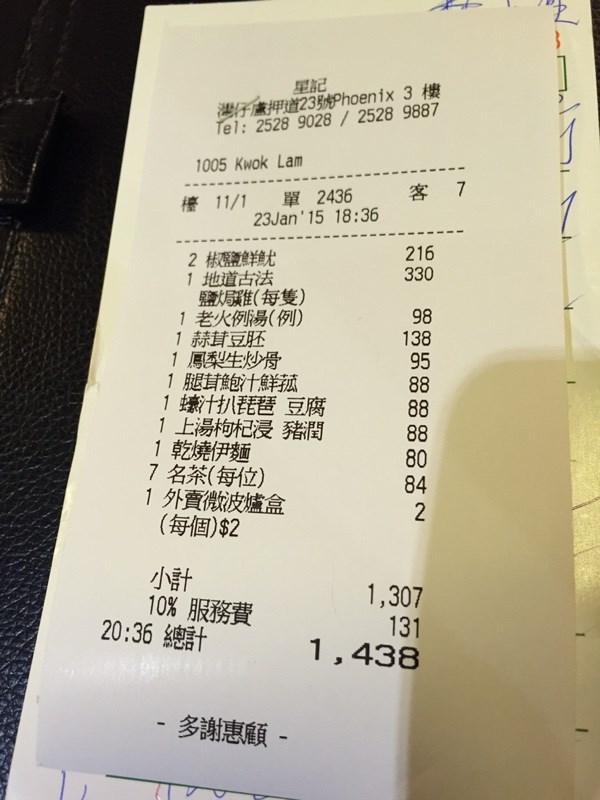 星記
灣仔盧押道23號Phoenix 3 樓
Tel: 2528 9028 / 2528 9887
1005 Kwok Lam
檯 11/1 單 2436 客 7
23Jan'15 18:36
2 椒鹽鮮魷 216
1 地道古法 330
鹽焗雞(每隻)
1 老火例湯(例) 98
1 蒜茸豆胚 138
1 鳳梨生炒骨 95
1 腿茸鮑汁鮮菰 88
1 蠔汁扒琵琶 豆腐 88
1 上湯枸杞浸 豬潤 88
1 乾燒伊麵 80
7 名茶(每位) 84
1 外賣微波爐盒 2
(每個)$2
小計 1,307
10% 服務費 131
20:36 總計 1,438
- 多謝惠顧 -